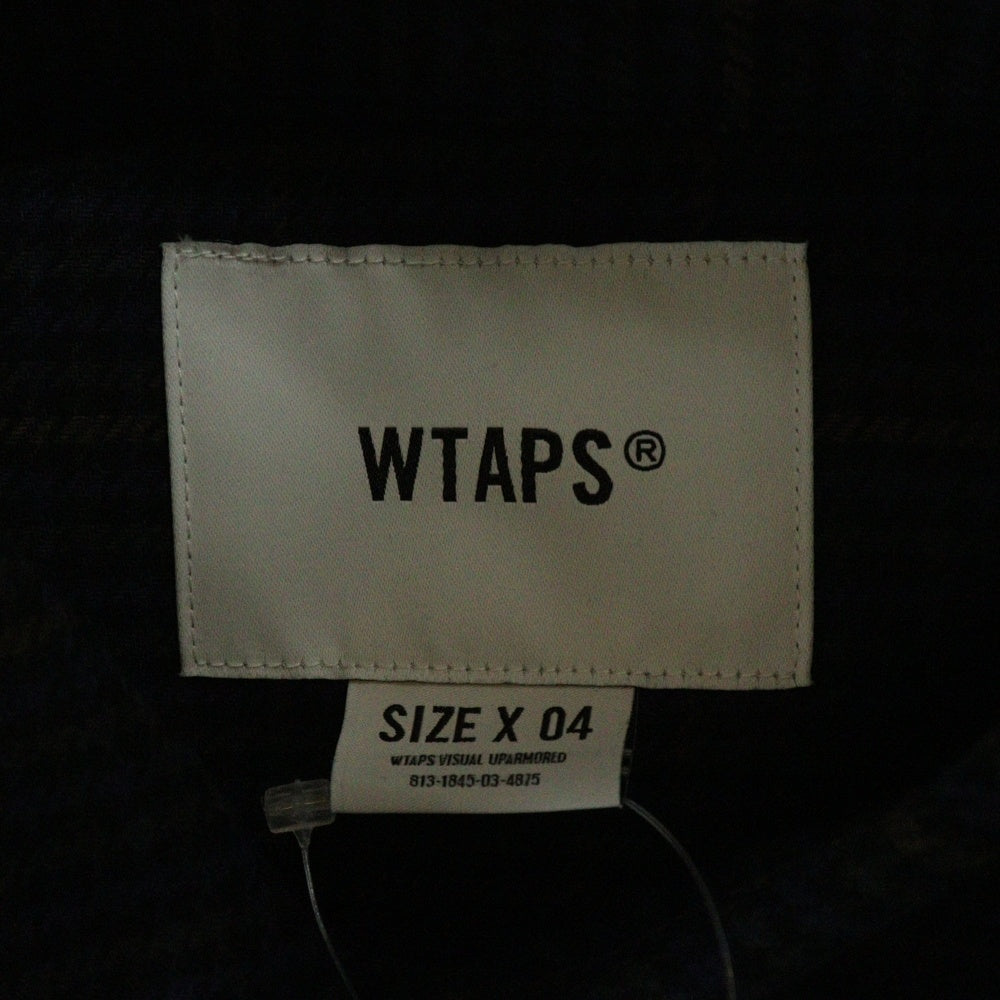 WTAPS®
SIZE X 04
WTAPS VISUAL UPARMORED
813-1845-03-4875